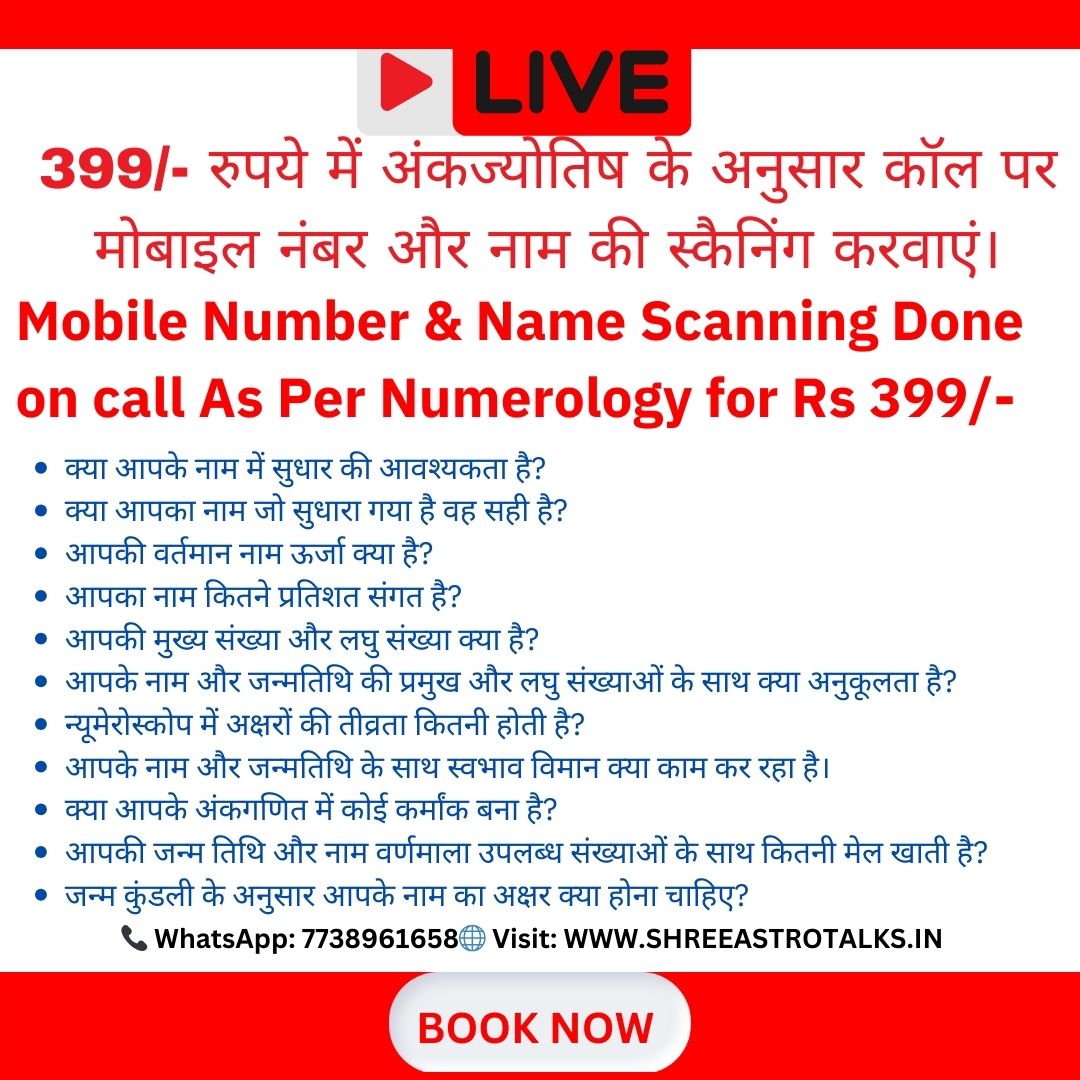 LIVE
399/- रुपये में अंकज्योतिष के अनुसार कॉल पर
मोबाइल नंबर और नाम की स्कैनिंग करवाएं।
Mobile Number & Name Scanning Done
on call As Per Numerology for Rs 399/-
• क्या आपके नाम में सुधार की आवश्यकता है?
• क्या आपका नाम जो सुधारा गया है वह सही है?
• आपकी वर्तमान नाम ऊर्जा क्या है?
• आपका नाम कितने प्रतिशत संगत है?
• आपकी मुख्य संख्या और लघु संख्या क्या है?
• आपके नाम और जन्मतिथि की प्रमुख और लघु संख्याओं के साथ क्या अनुकूलता है?
• न्यूमेरोस्कोप में अक्षरों की तीव्रता कितनी होती है?
• आपके नाम और जन्मतिथि के साथ स्वभाव विमान क्या काम कर रहा है।
• क्या आपके अंकगणित में कोई कर्मांक बना है?
• आपकी जन्म तिथि और नाम वर्णमाला उपलब्ध संख्याओं के साथ कितनी मेल खाती है?
• जन्म कुंडली के अनुसार आपके नाम का अक्षर क्या होना चाहिए?
WhatsApp: 7738961658 Visit: WWW.SHREEASTROTALKS.IN
BOOK NOW